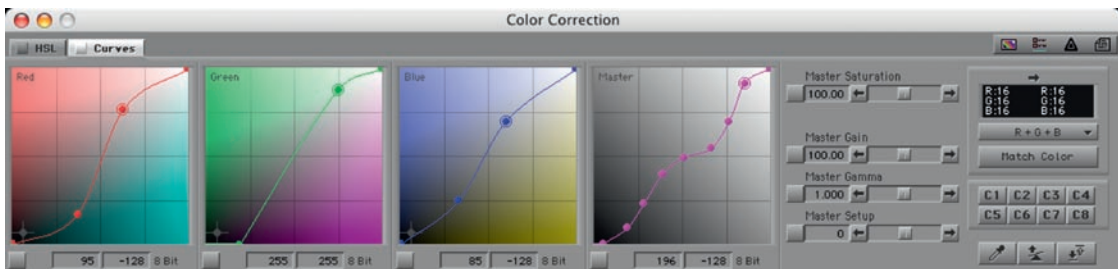 Color Correction
HSL Curves
Red
Green
Blue
Master
Master Saturation
100.00
Master Gain
100.00
Master Gamma
1.000
Master Setup
0
R:16 R:16
G:16 G:16
B:16 B:16
R + G + B
Match Color
C1 C2 C3 C4
C5 C6 C7 C8
95 -128 8 Bit
255 255 8 Bit
85 -128 8 Bit
196 -128 8 Bit